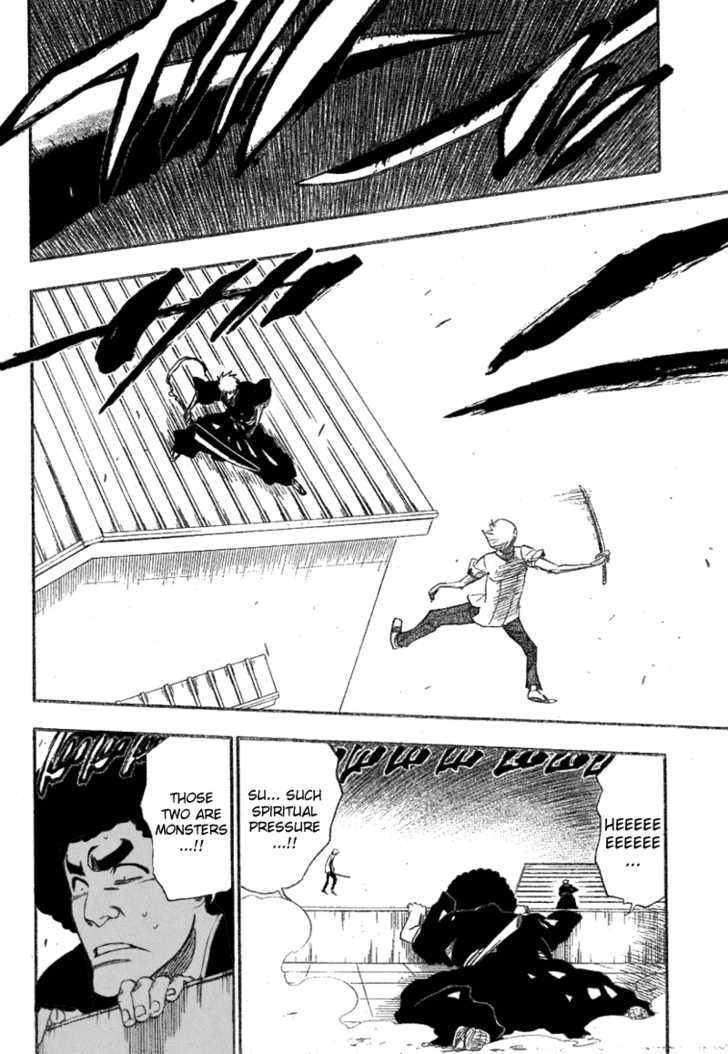 HEEEEE
EEEEEE
...
SU... SUCH
SPIRITUAL
PRESSURE
...!!
THOSE
TWO ARE
MONSTERS
...!!